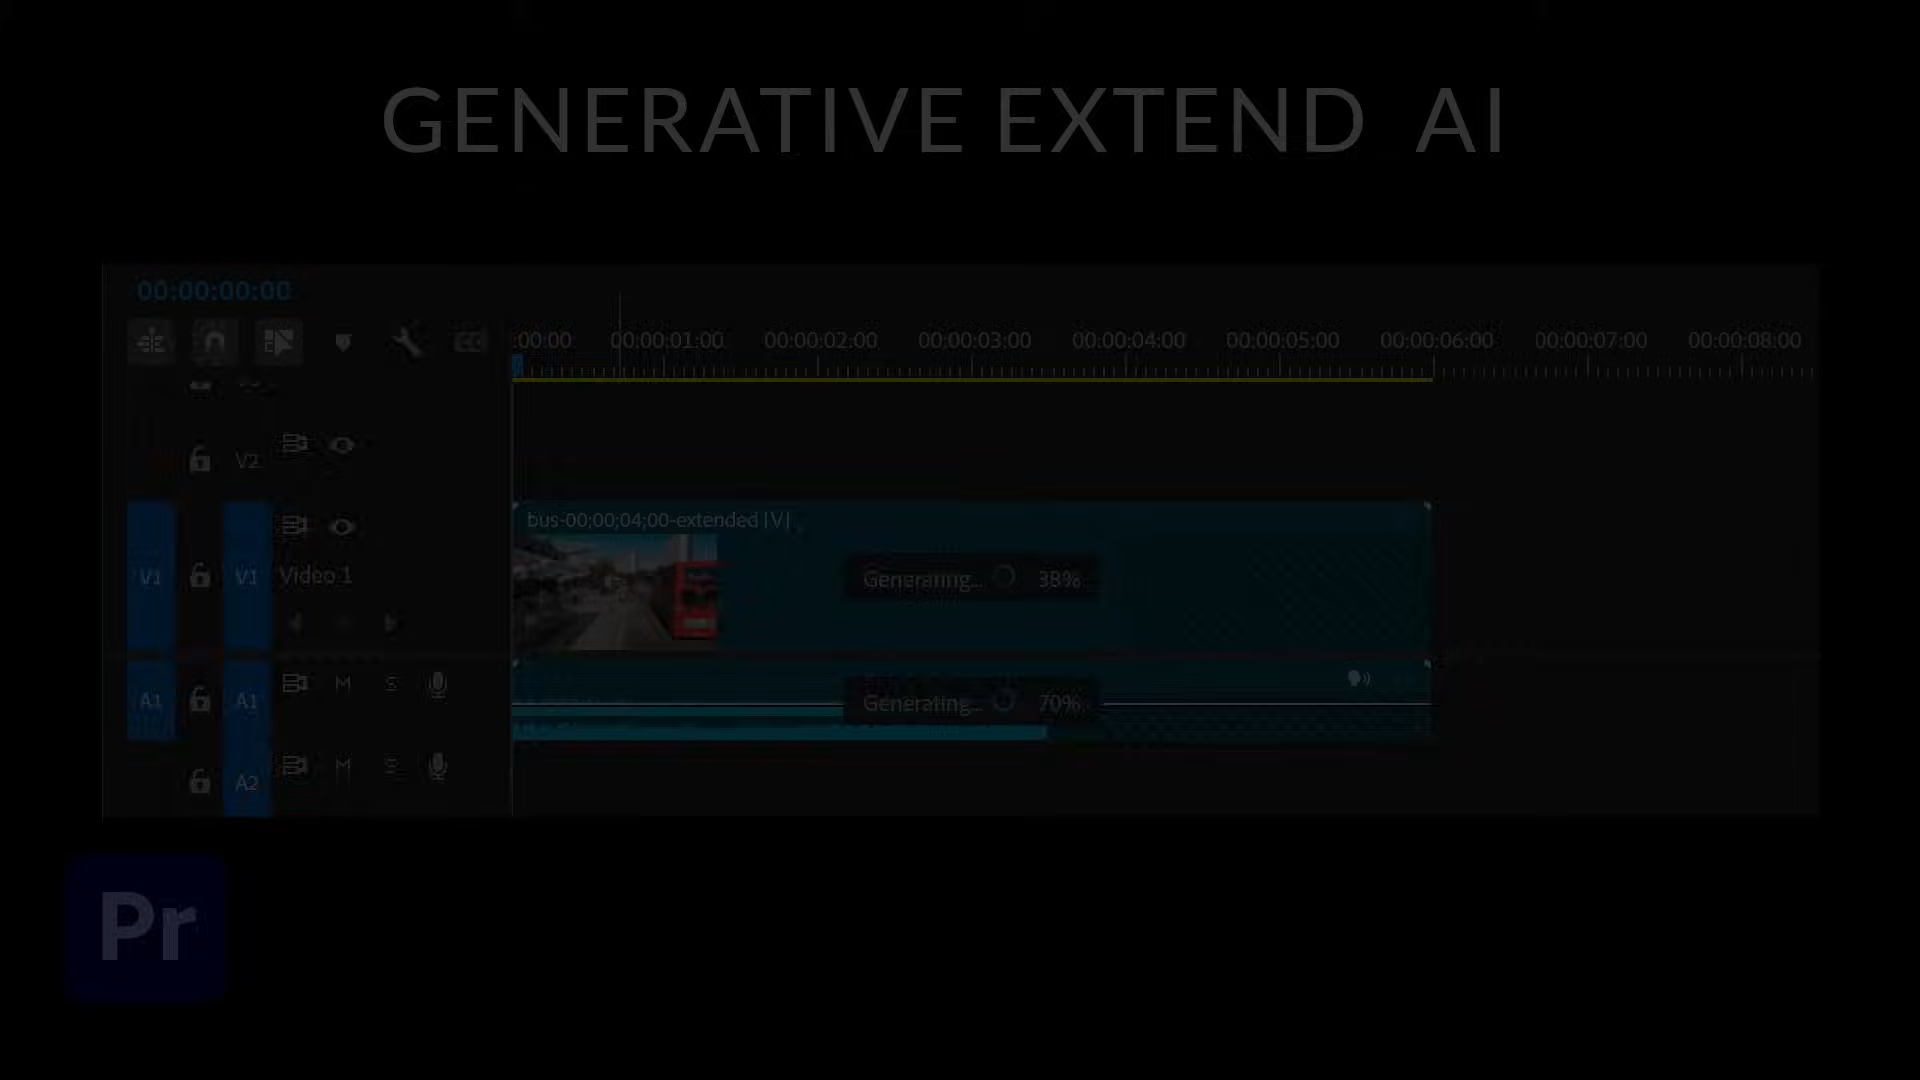 GENERATIVE EXTEND AI
00:00:00:00
:00:00 00:00:01:00 00:00:02:00 00:00:03:00 00:00:04:00 00:00:05:00 00:00:06:00 00:00:07:00 00:00:08:00
CC
V2
bus-00;00;04;00-extended [V]
V1 V1 Video 1
Generating... 38%
A1 A1 M S
Generating... 70%
A2 M S
Pr